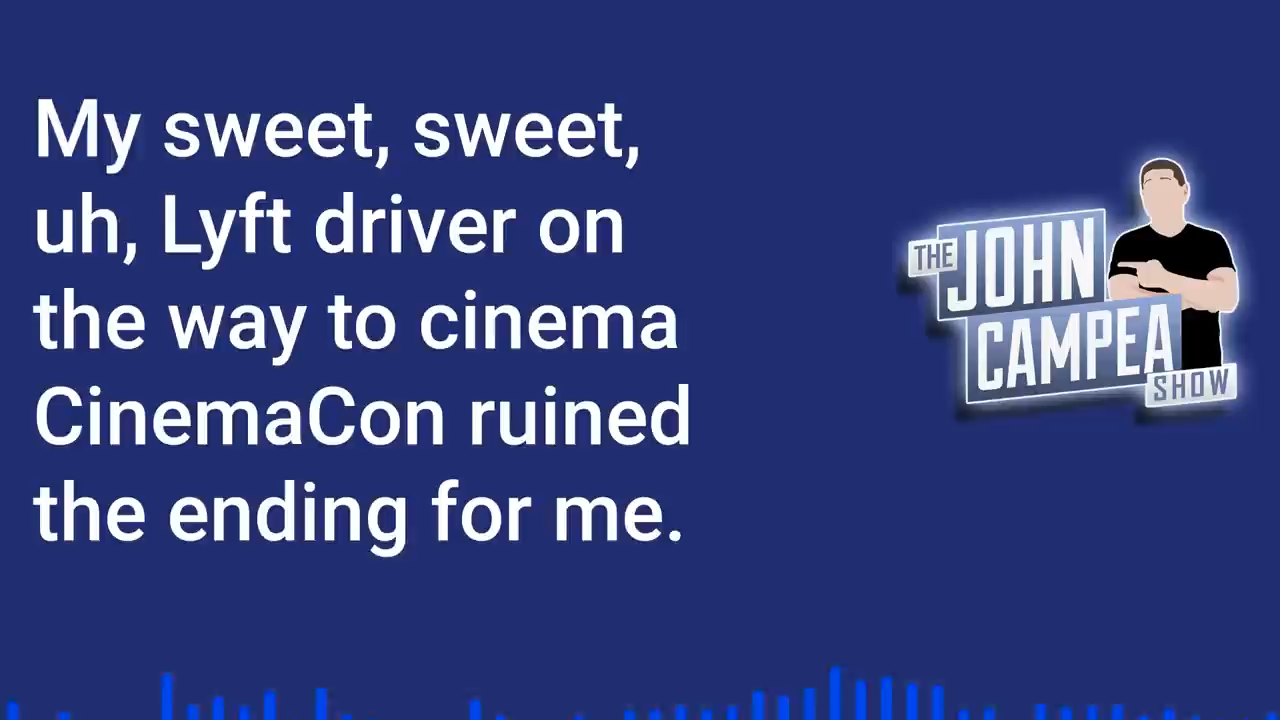 My sweet, sweet,
uh, Lyft driver on
the way to cinema
CinemaCon ruined
the ending for me.
THE
JOHN
CAMPEA
SHOW